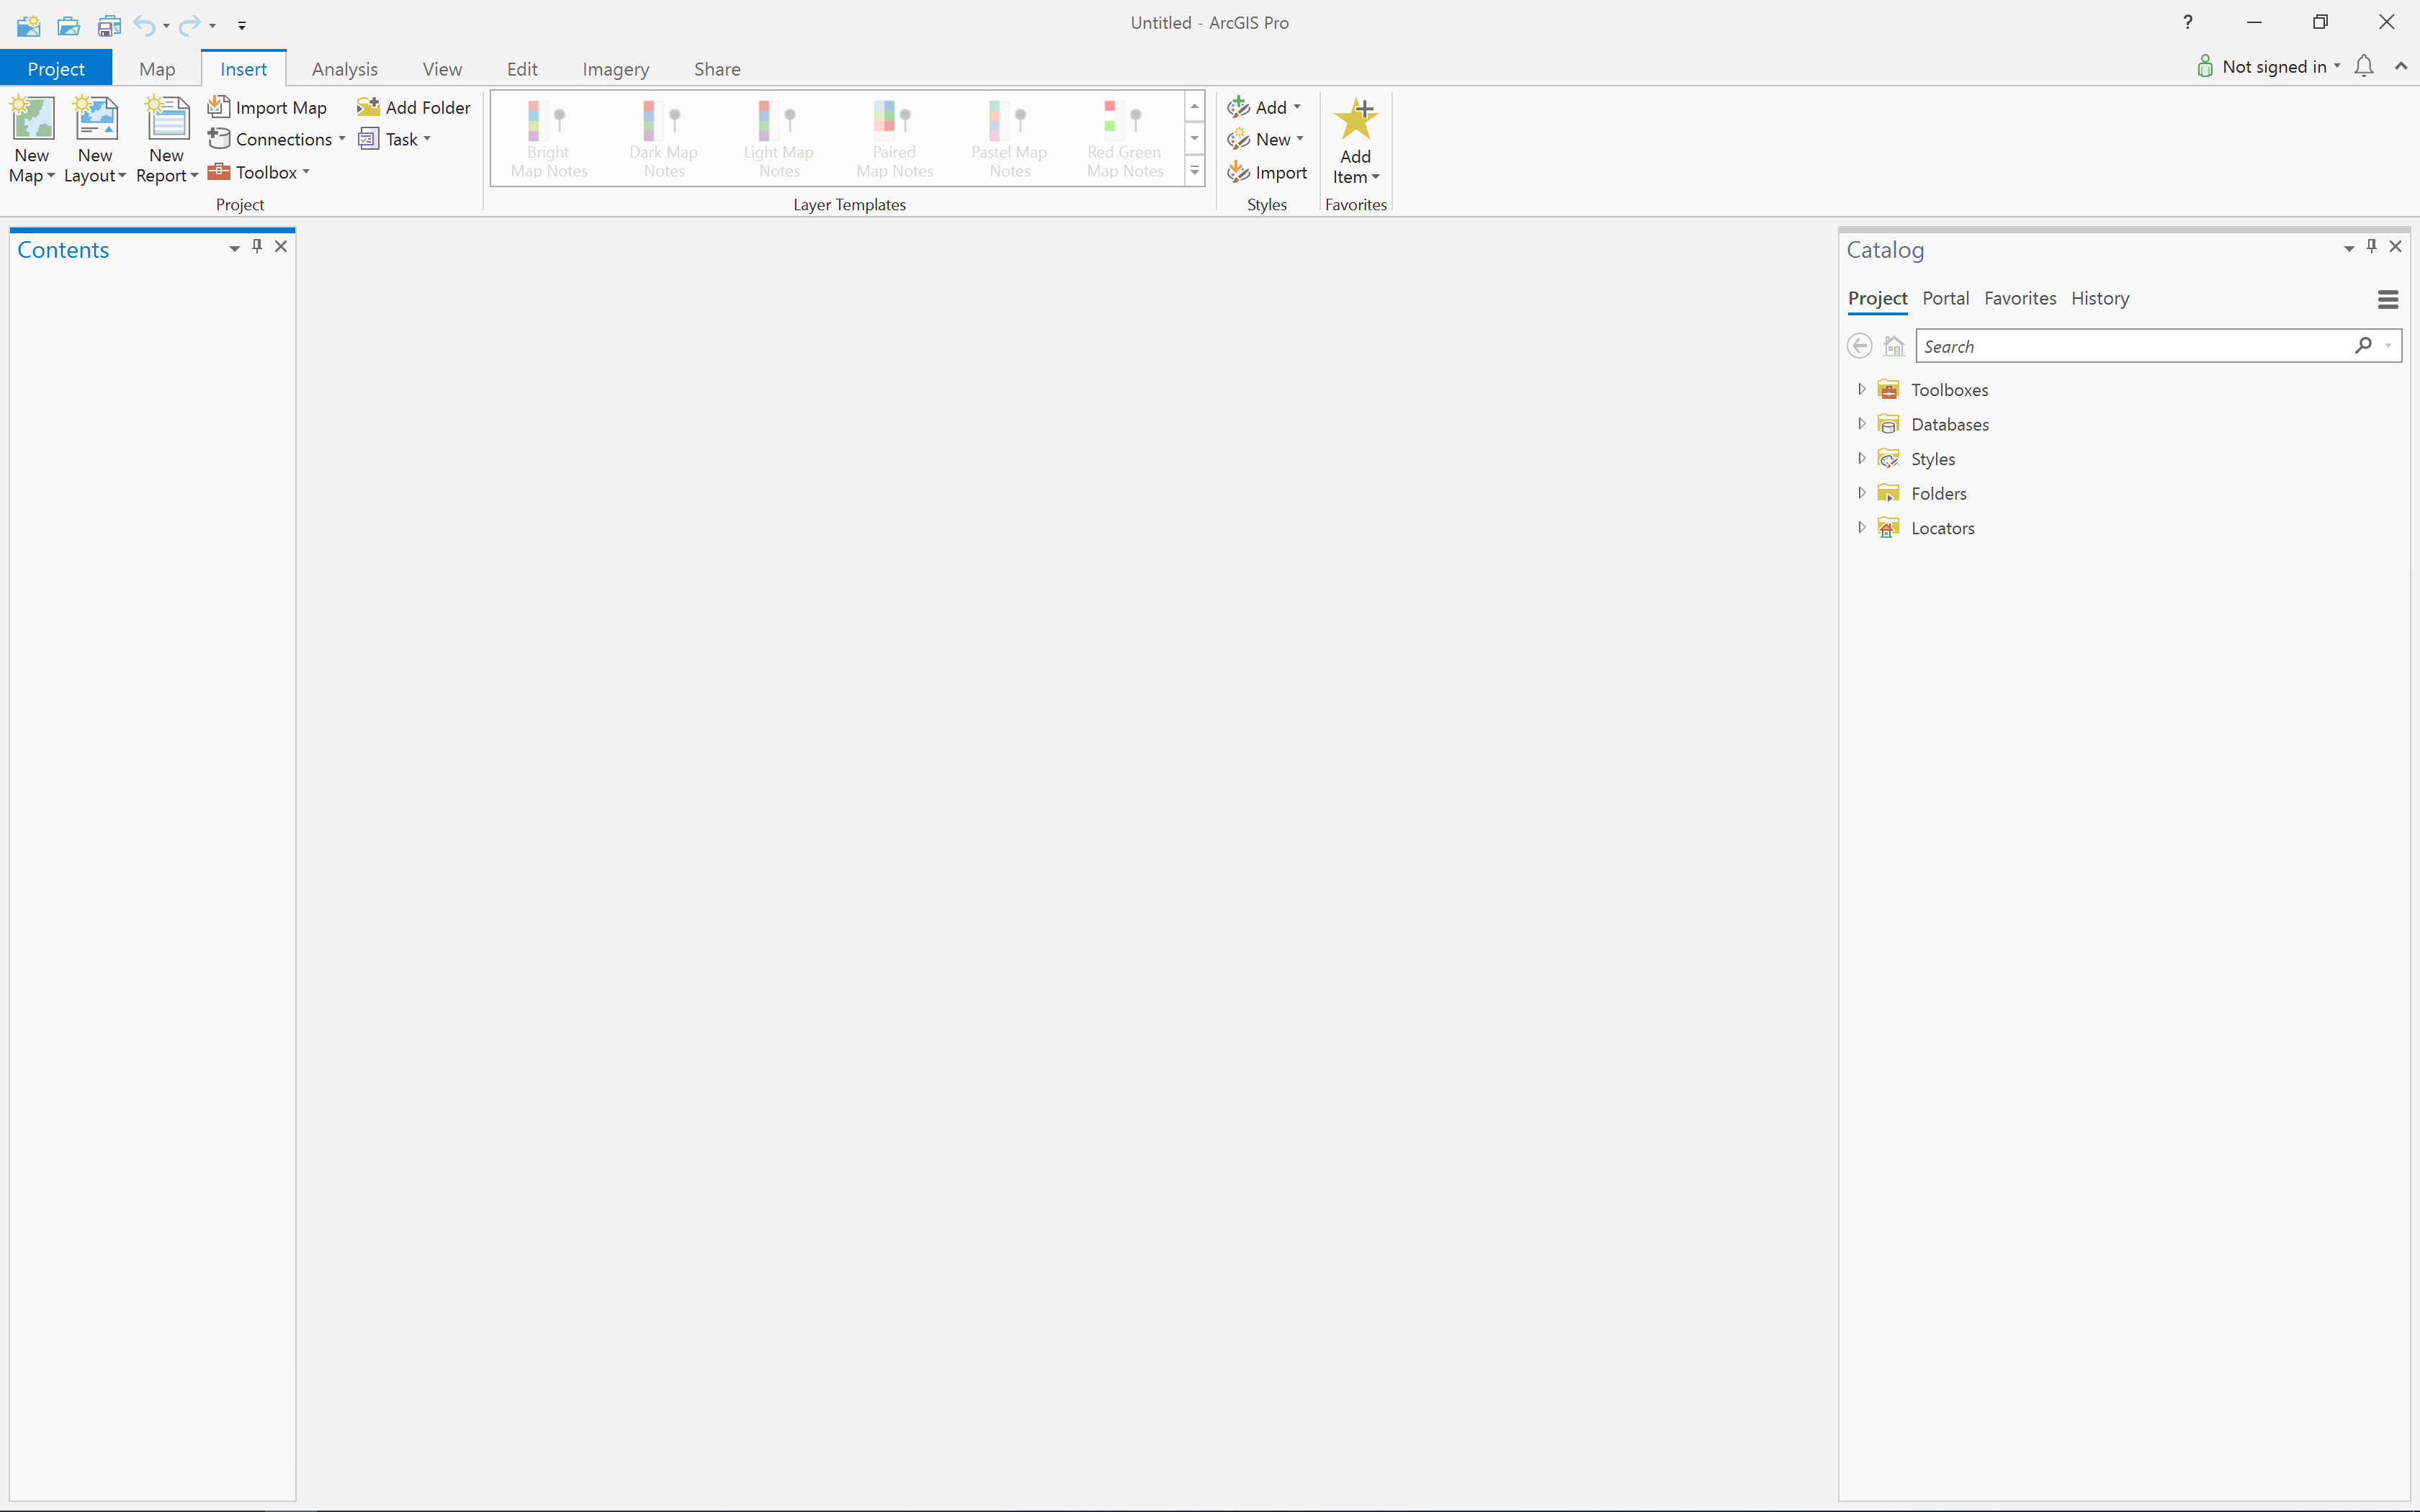 Untitled - ArcGIS Pro
?
Project Map Insert Analysis View Edit Imagery Share
Not signed in
New Map
New Layout
New Report
Import Map
Connections
Toolbox
Add Folder
Task
Project
Bright Map Notes
Dark Map Notes
Light Map Notes
Paired Map Notes
Pastel Map Notes
Red Green Map Notes
Layer Templates
Add
New
Import
Styles
Add Item
Favorites
Contents
Catalog
Project Portal Favorites History
Search
Toolboxes
Databases
Styles
Folders
Locators